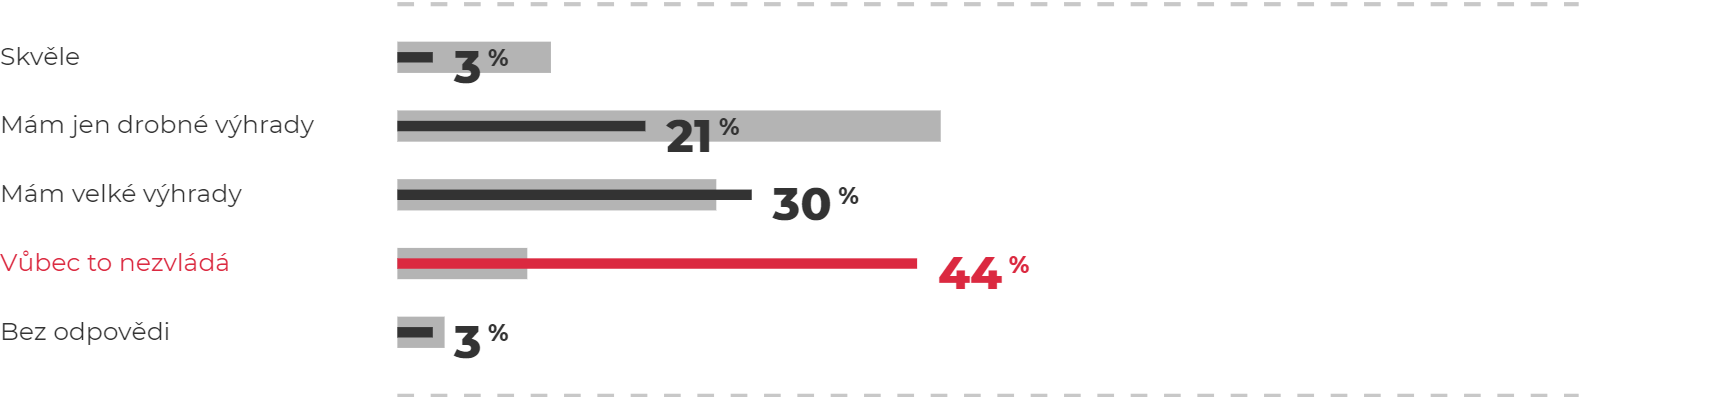 Skvěle 3 %
Mám jen drobné výhrady 21 %
Mám velké výhrady 30 %
Vůbec to nezvládá 44 %
Bez odpovědi 3 %